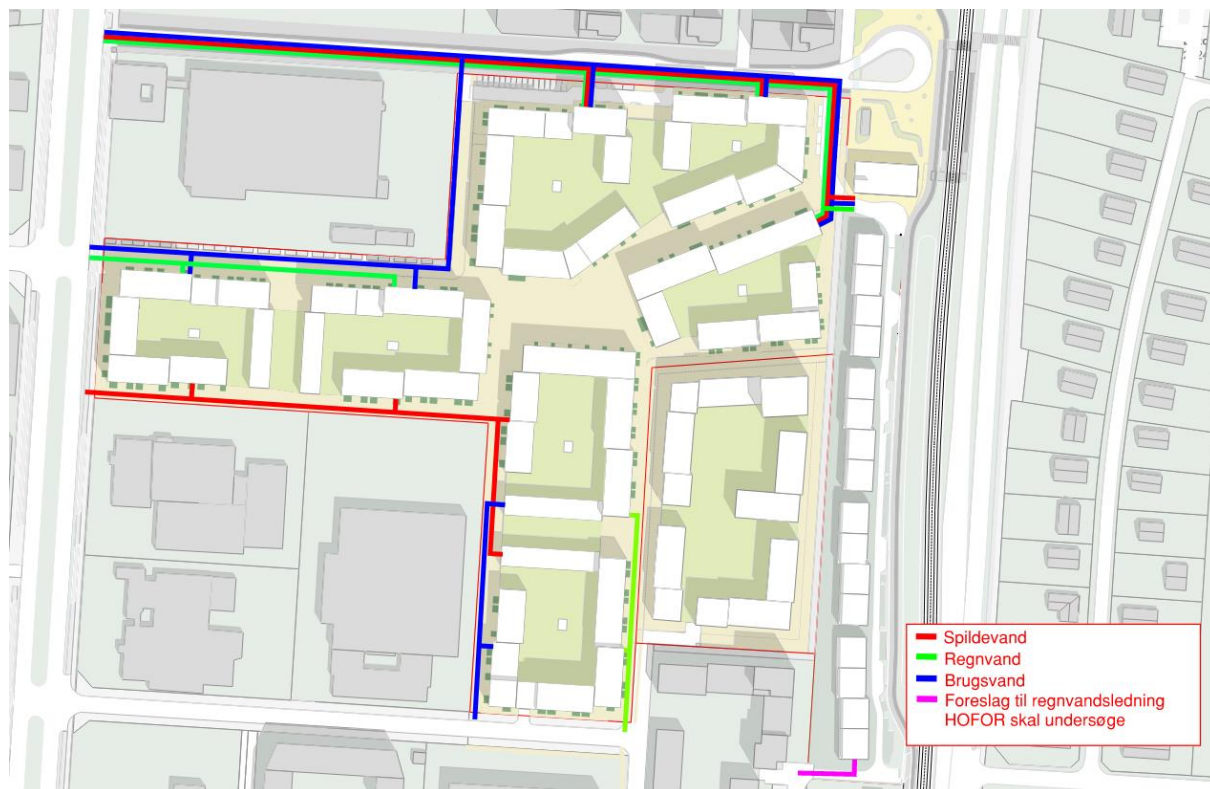 Spildevand
Regnvand
Brugsvand
Foreslag til regnvandsledning
HOFOR skal undersøge